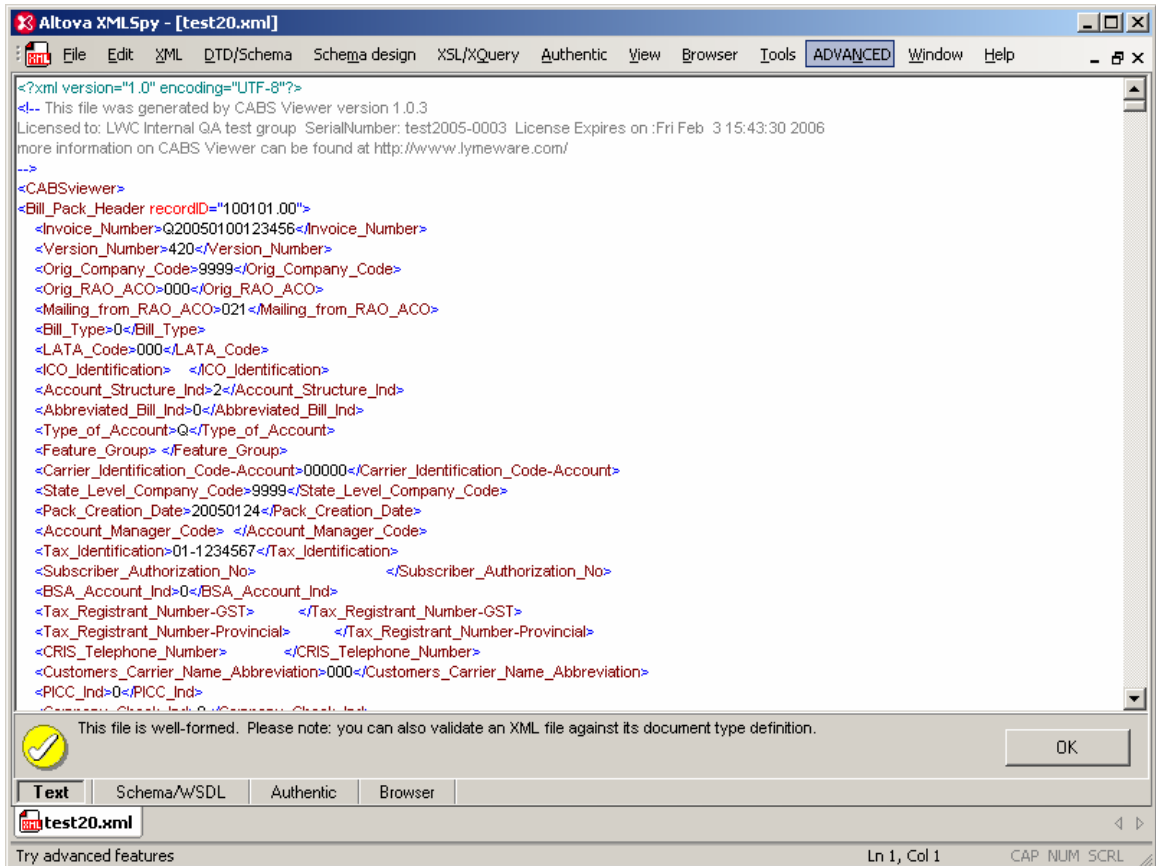 Altova XMLSpy - [test20.xml]
File Edit XML DTD/Schema Schema design XSL/XQuery Authentic View Browser Tools ADVANCED Window Help
<?xml version="1.0" encoding="UTF-8"?>
<!-- This file was generated by CABS Viewer version 1.0.3
Licensed to: LWC Internal QA test group  SerialNumber: test2005-0003  License Expires on :Fri Feb  3 15:43:30 2006
more information on CABS Viewer can be found at http://www.lymeware.com/
-->
<CABSviewer>
<Bill_Pack_Header recordID="100101.00">
<Invoice_Number>Q20050100123456</Invoice_Number>
<Version_Number>420</Version_Number>
<Orig_Company_Code>9999</Orig_Company_Code>
<Orig_RAO_ACO>000</Orig_RAO_ACO>
<Mailing_from_RAO_ACO>021</Mailing_from_RAO_ACO>
<Bill_Type>0</Bill_Type>
<LATA_Code>000</LATA_Code>
<ICO_Identification>    </ICO_Identification>
<Account_Structure_Ind>2</Account_Structure_Ind>
<Abbreviated_Bill_Ind>0</Abbreviated_Bill_Ind>
<Type_of_Account>Q</Type_of_Account>
<Feature_Group> </Feature_Group>
<Carrier_Identification_Code-Account>00000</Carrier_Identification_Code-Account>
<State_Level_Company_Code>9999</State_Level_Company_Code>
<Pack_Creation_Date>20050124</Pack_Creation_Date>
<Account_Manager_Code>  </Account_Manager_Code>
<Tax_Identification>01-1234567</Tax_Identification>
<Subscriber_Authorization_No>                </Subscriber_Authorization_No>
<BSA_Account_Ind>0</BSA_Account_Ind>
<Tax_Registrant_Number-GST>          </Tax_Registrant_Number-GST>
<Tax_Registrant_Number-Provincial>          </Tax_Registrant_Number-Provincial>
<CRIS_Telephone_Number>             </CRIS_Telephone_Number>
<Customers_Carrier_Name_Abbreviation>000</Customers_Carrier_Name_Abbreviation>
<PICC_Ind>0</PICC_Ind>
This file is well-formed.  Please note: you can also validate an XML file against its document type definition.
OK
Text Schema/WSDL Authentic Browser
test20.xml
Try advanced features Ln 1, Col 1 CAP NUM SCRL